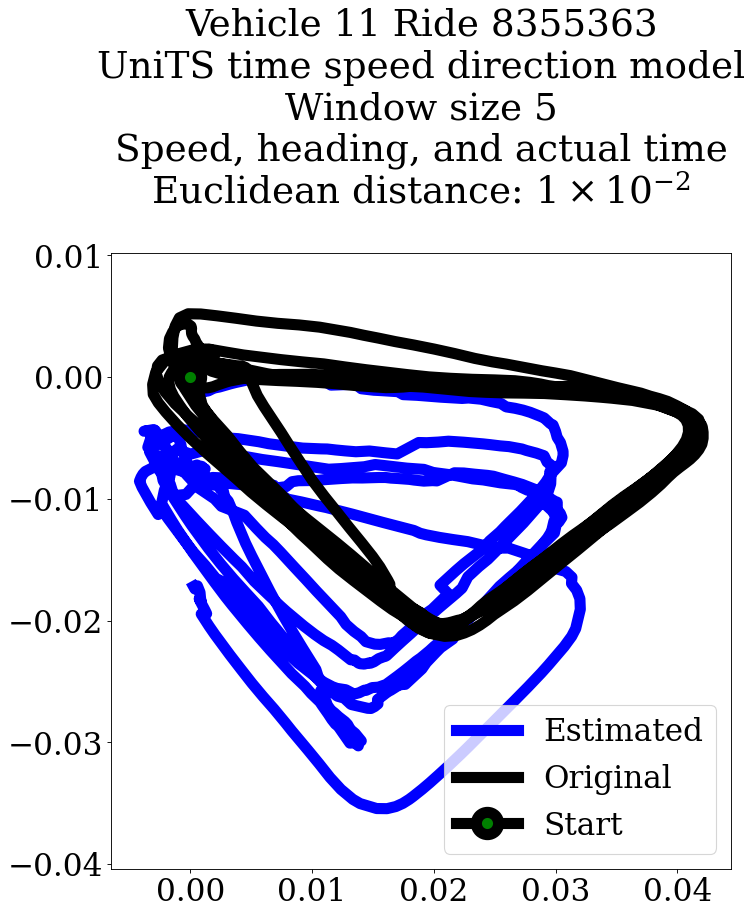 Vehicle 11 Ride 8355363
UniTS time speed direction model
Window size 5
Speed, heading, and actual time
Euclidean distance: 1 × 10⁻²
0.01
0.00
−0.01
−0.02
−0.03
−0.04
Estimated
Original
Start
0.00 0.01 0.02 0.03 0.04